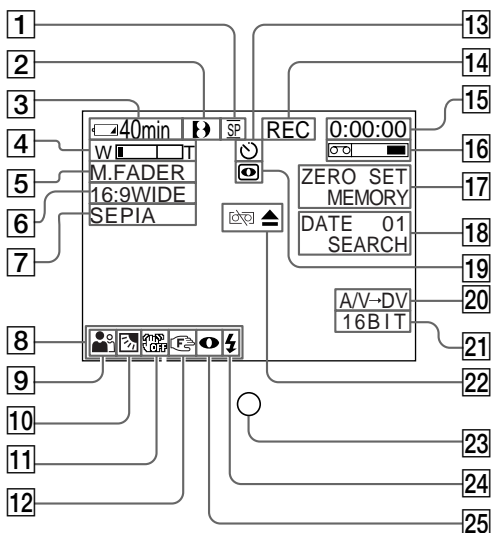 1
2
3
4
5
6
7
8
9
10
11
12
13
14
15
16
17
18
19
20
21
22
23
24
25
40min
SP
REC
0:00:00
W T
M.FADER
16:9WIDE
SEPIA
ZERO SET
MEMORY
DATE 01
SEARCH
A/V→DV
16BIT
OFF
F